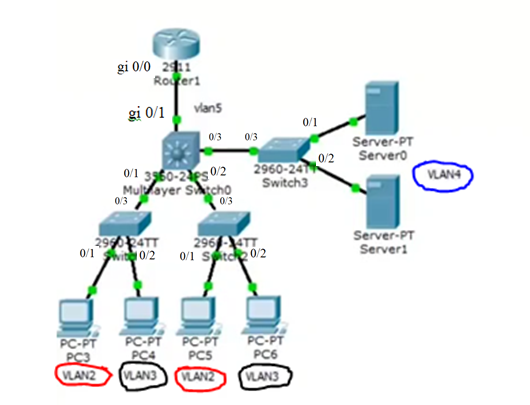 gi 0/0
2911
Router1
gi 0/1
vlan5
0/1
Server-PT
Server0
0/3
0/3
2960-24TT
Switch3
0/2
VLAN4
0/1
3560-24PS
0/2
Multilayer Switch0
Server-PT
Server1
0/3
0/3
2960-24TT
2960-24TT
0/1
0/2
0/1
Switch2
0/2
PC-PT
PC3
PC-PT
PC4
PC-PT
PC5
PC-PT
PC6
VLAN2
VLAN3
VLAN2
VLAN3